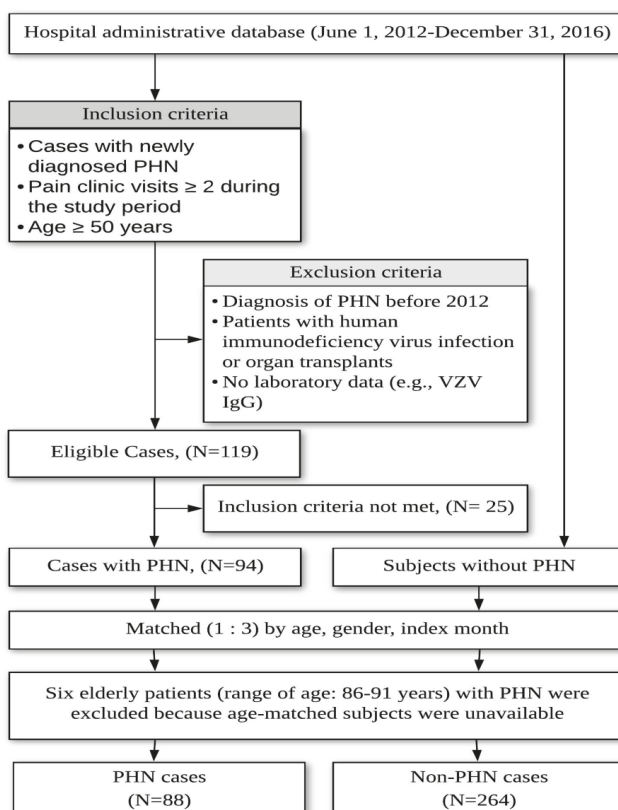 Hospital administrative database (June 1, 2012-December 31, 2016)
Inclusion criteria
• Cases with newly
diagnosed PHN
• Pain clinic visits ≥ 2 during
the study period
• Age ≥ 50 years
Exclusion criteria
• Diagnosis of PHN before 2012
• Patients with human
immunodeficiency virus infection
or organ transplants
• No laboratory data (e.g., VZV
IgG)
Eligible Cases, (N=119)
Inclusion criteria not met, (N= 25)
Cases with PHN, (N=94)
Subjects without PHN
Matched (1 : 3) by age, gender, index month
Six elderly patients (range of age: 86-91 years) with PHN were
excluded because age-matched subjects were unavailable
PHN cases
(N=88)
Non-PHN cases
(N=264)